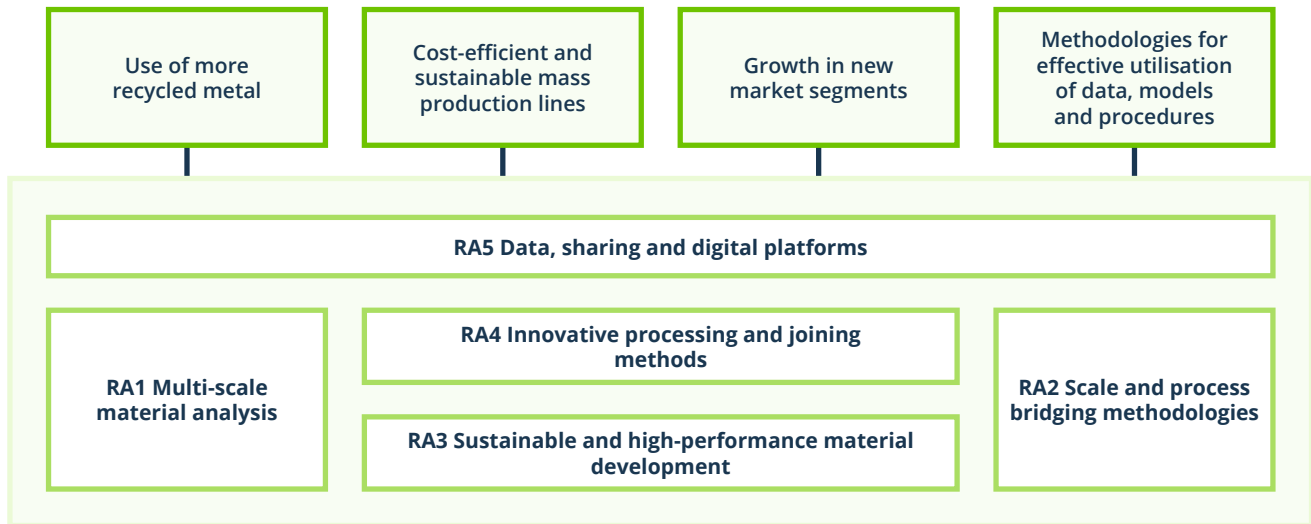 Use of more
recycled metal
Cost-efficient and
sustainable mass
production lines
Growth in new
market segments
Methodologies for
effective utilisation
of data, models
and procedures
RA5 Data, sharing and digital platforms
RA1 Multi-scale
material analysis
RA4 Innovative processing and joining
methods
RA3 Sustainable and high-performance material
development
RA2 Scale and process
bridging methodologies